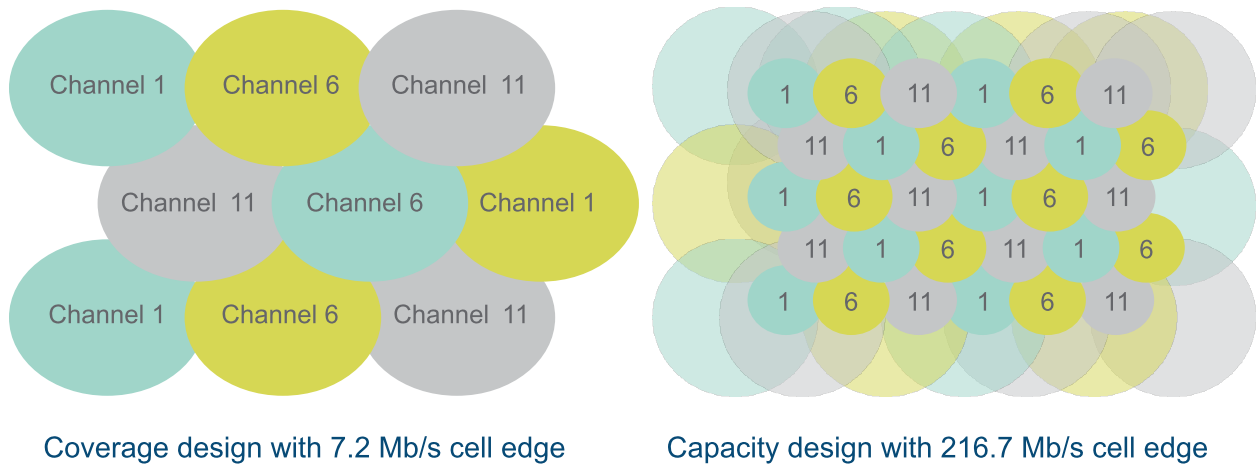 Channel 1 Channel 6 Channel 11
Channel 11 Channel 6 Channel 1
Channel 1 Channel 6 Channel 11
Coverage design with 7.2 Mb/s cell edge
1 6 11 1 6 11
11 1 6 11 1 6
1 6 11 1 6 11
11 1 6 11 1 6
1 6 11 1 6 11
Capacity design with 216.7 Mb/s cell edge